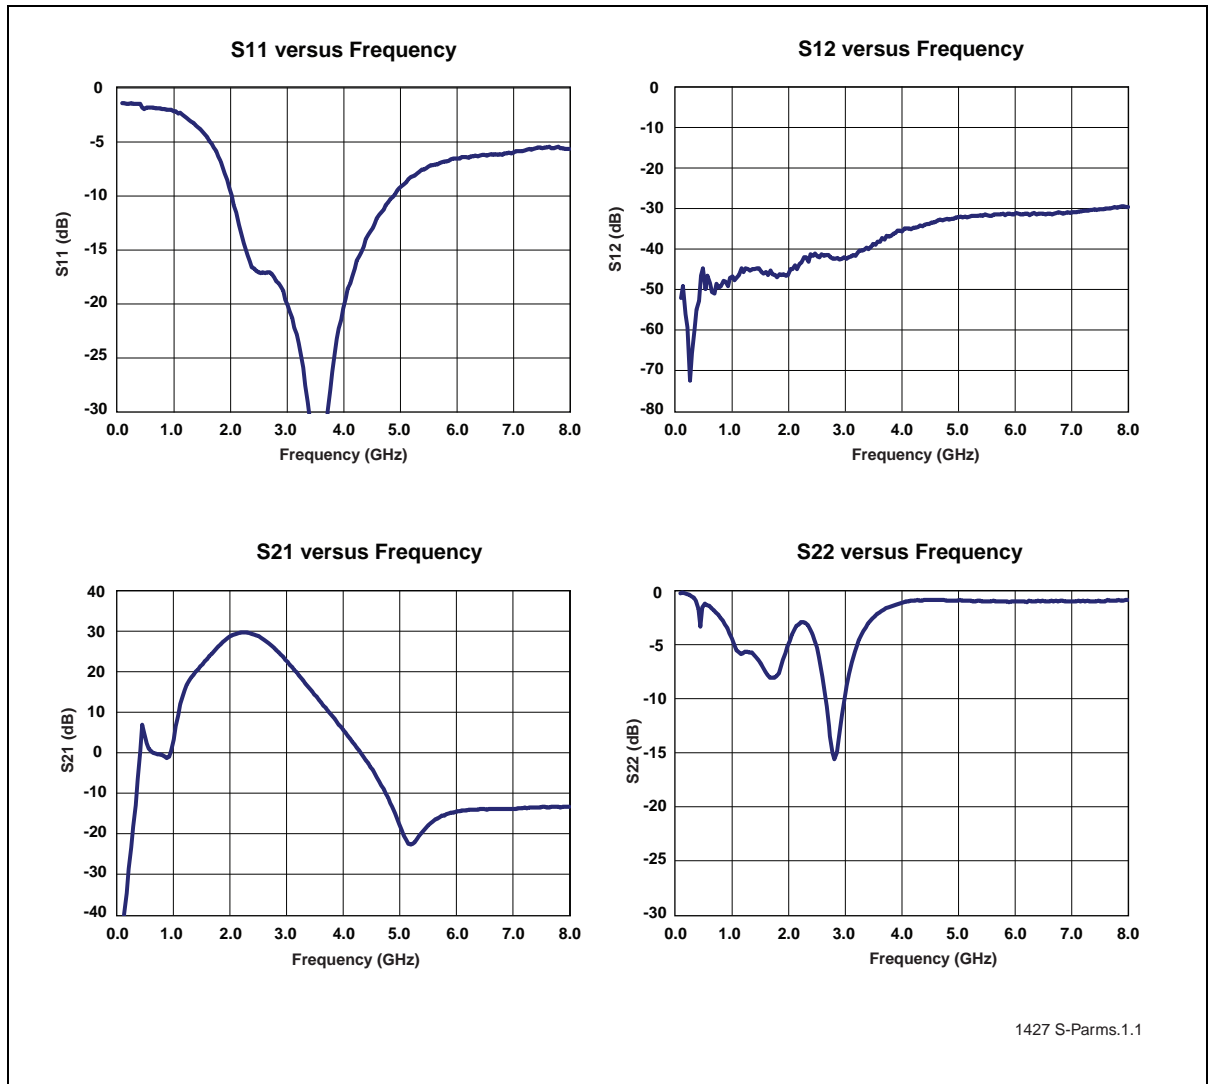 S11 versus Frequency
0
-5
-10
-15
-20
-25
-30
S11 (dB)
0.0 1.0 2.0 3.0 4.0 5.0 6.0 7.0 8.0
Frequency (GHz)
S12 versus Frequency
0
-10
-20
-30
-40
-50
-60
-70
-80
S12 (dB)
0.0 1.0 2.0 3.0 4.0 5.0 6.0 7.0 8.0
Frequency (GHz)
S21 versus Frequency
40
30
20
10
0
-10
-20
-30
-40
S21 (dB)
0.0 1.0 2.0 3.0 4.0 5.0 6.0 7.0 8.0
Frequency (GHz)
S22 versus Frequency
0
-5
-10
-15
-20
-25
-30
S22 (dB)
0.0 1.0 2.0 3.0 4.0 5.0 6.0 7.0 8.0
Frequency (GHz)
1427 S-Parms.1.1